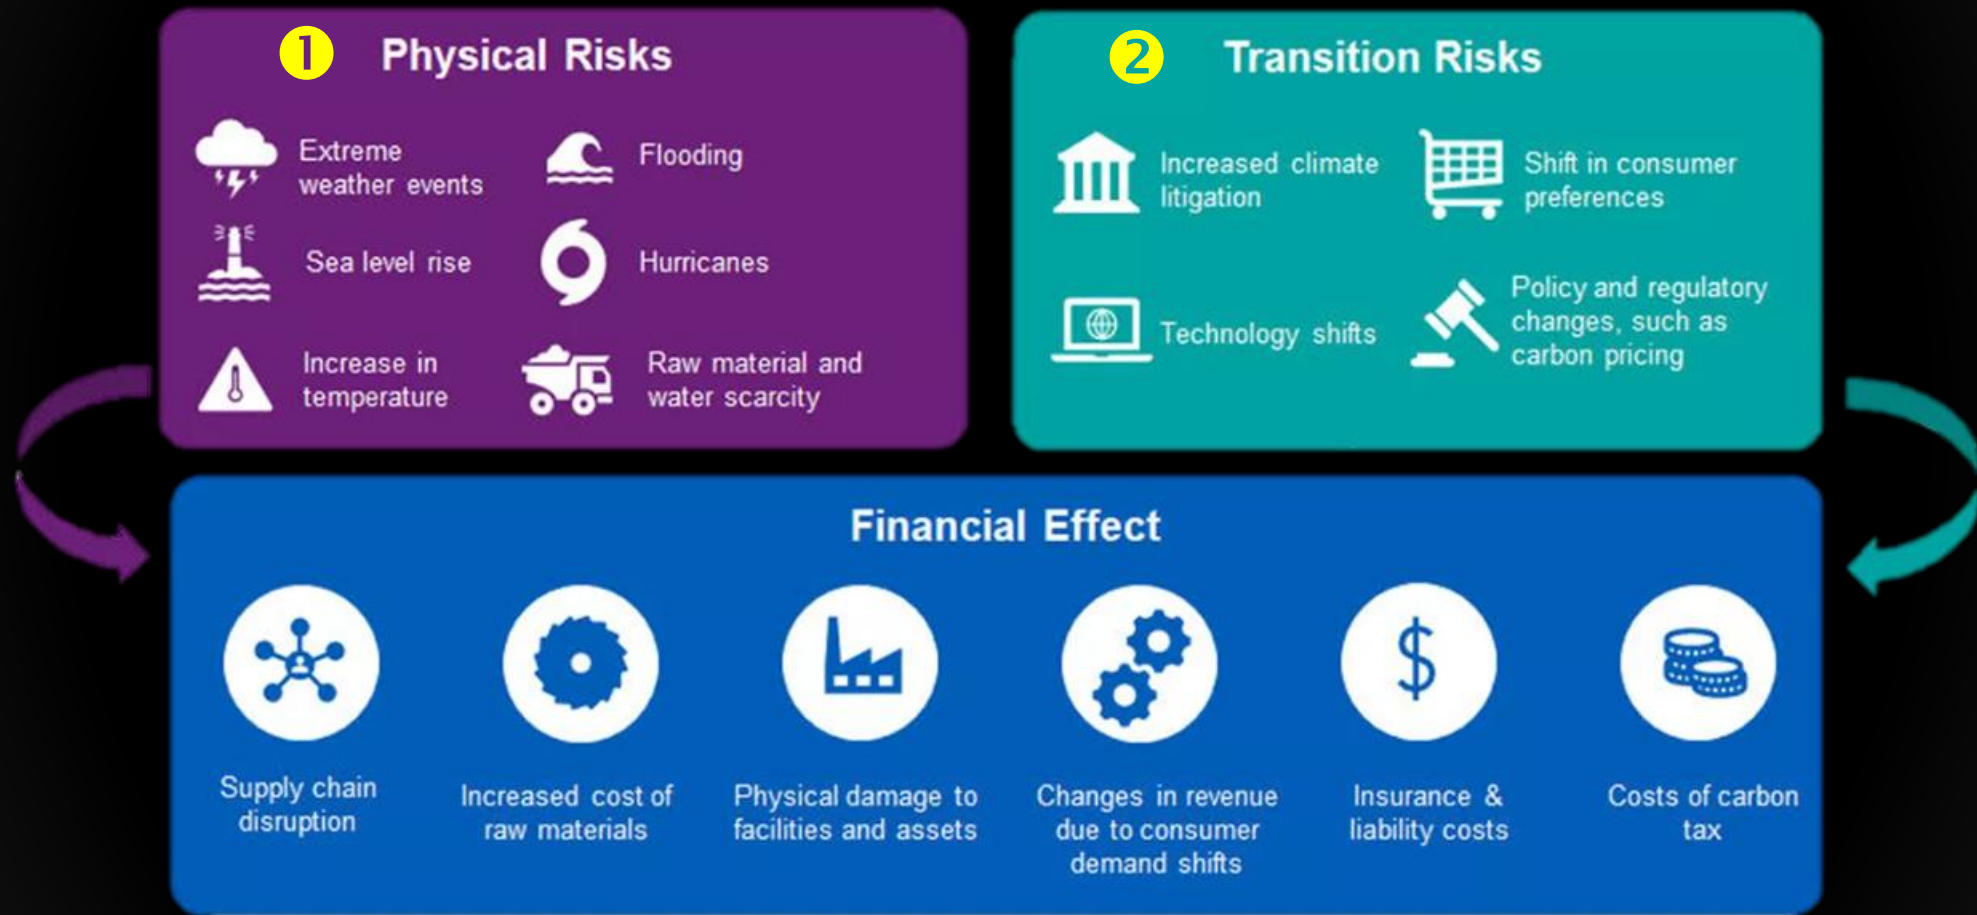 1 Physical Risks
Extreme
weather events
Flooding
Sea level rise
Hurricanes
Increase in
temperature
Raw material and
water scarcity
2 Transition Risks
Increased climate
litigation
Shift in consumer
preferences
Technology shifts
Policy and regulatory
changes, such as
carbon pricing
Financial Effect
Supply chain
disruption
Increased cost of
raw materials
Physical damage to
facilities and assets
Changes in revenue
due to consumer
demand shifts
$
Insurance &
liability costs
Costs of carbon
tax